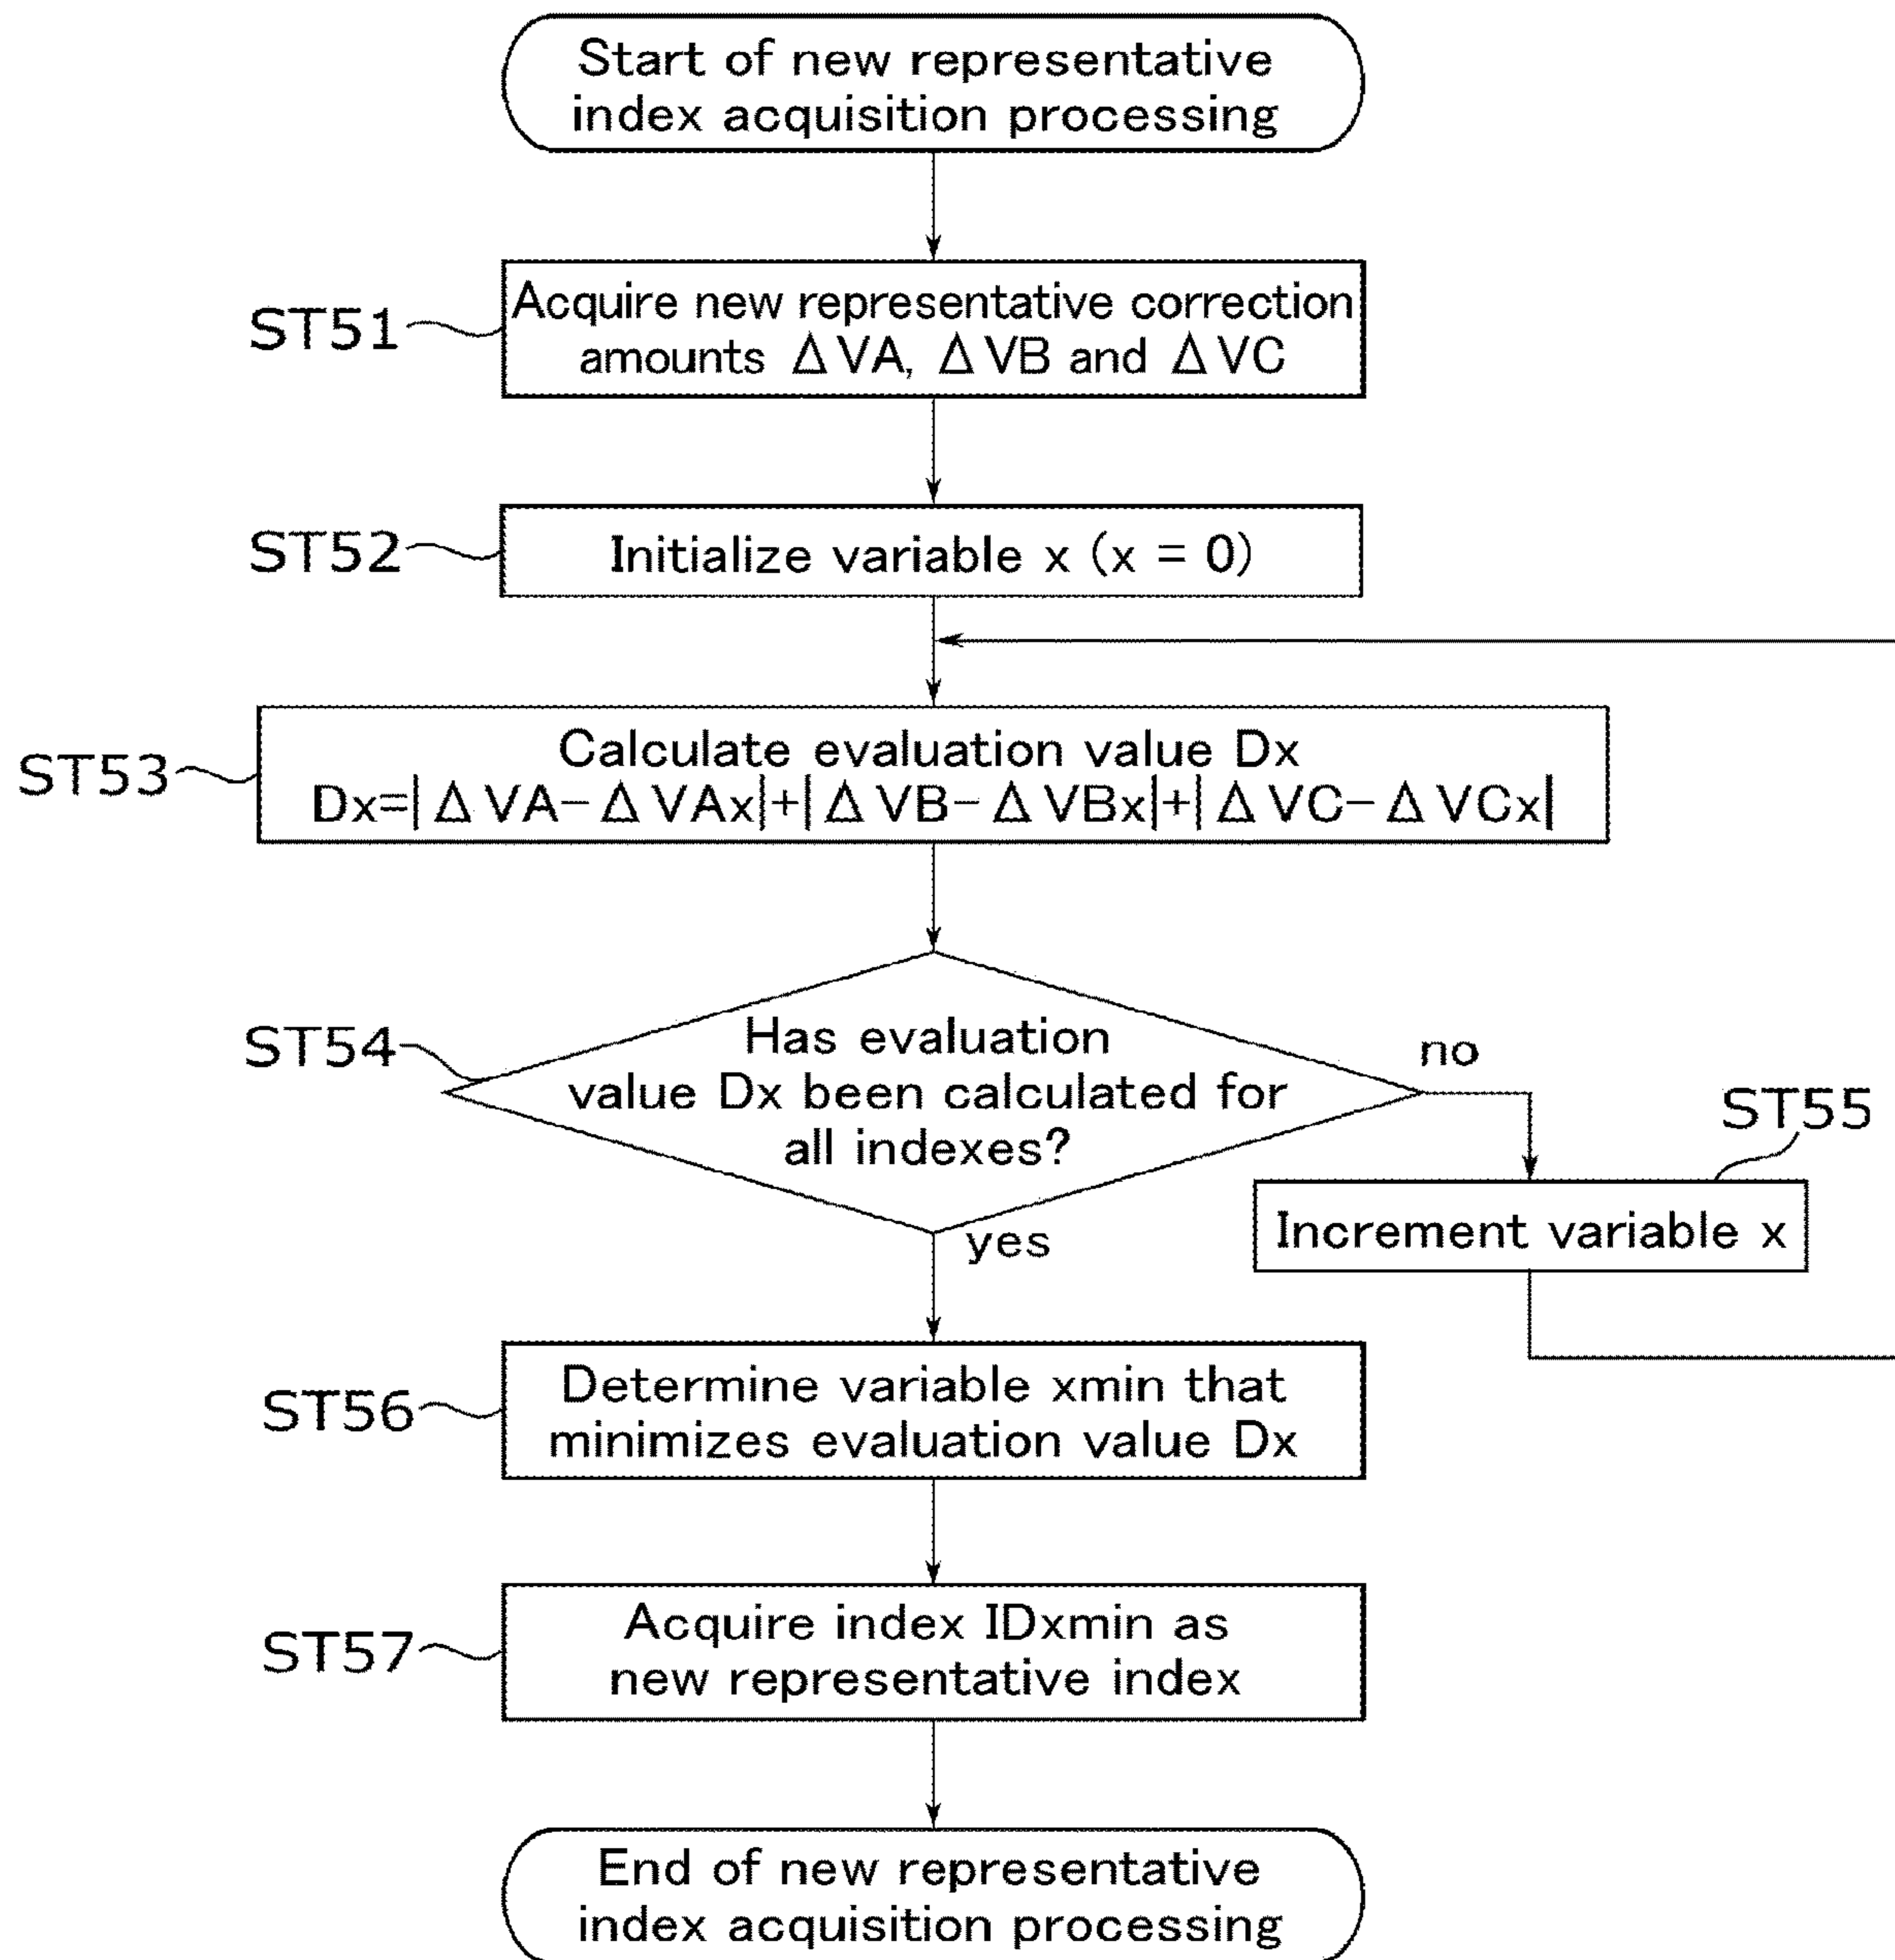 Start of new representative
index acquisition processing
ST51
Acquire new representative correction
amounts ΔVA, ΔVB and ΔVC
ST52
Initialize variable x (x = 0)
ST53
Calculate evaluation value Dx
Dx=|ΔVA-ΔVAx|+|ΔVB-ΔVBx|+|ΔVC-ΔVCx|
ST54
Has evaluation
value Dx been calculated for
all indexes?
no
ST55
Increment variable x
yes
ST56
Determine variable xmin that
minimizes evaluation value Dx
ST57
Acquire index IDxmin as
new representative index
End of new representative
index acquisition processing